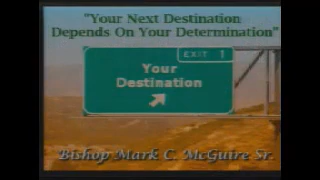 "Your Next Destination
Depends On Your Determination"
EXIT 1
Your
Destination
Bishop Mark C. McGuire Sr.